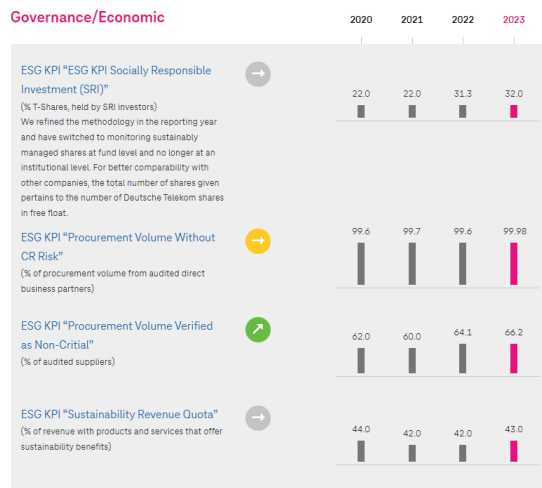 Governance/Economic
2020 2021 2022 2023
ESG KPI “ESG KPI Socially Responsible
Investment (SRI)”
(% T-Shares, held by SRI investors)
We refined the methodology in the reporting year
and have switched to monitoring sustainably
managed shares at fund level and no longer at an
institutional level. For better comparability with
other companies, the total number of shares given
pertains to the number of Deutsche Telekom shares
in free float.
22.0 22.0 31.3 32.0
ESG KPI “Procurement Volume Without
CR Risk”
(% of procurement volume from audited direct
business partners)
99.6 99.7 99.6 99.98
ESG KPI “Procurement Volume Verified
as Non-Critial”
(% of audited suppliers)
62.0 60.0 64.1 66.2
ESG KPI “Sustainability Revenue Quota”
(% of revenue with products and services that offer
sustainability benefits)
44.0 42.0 42.0 43.0